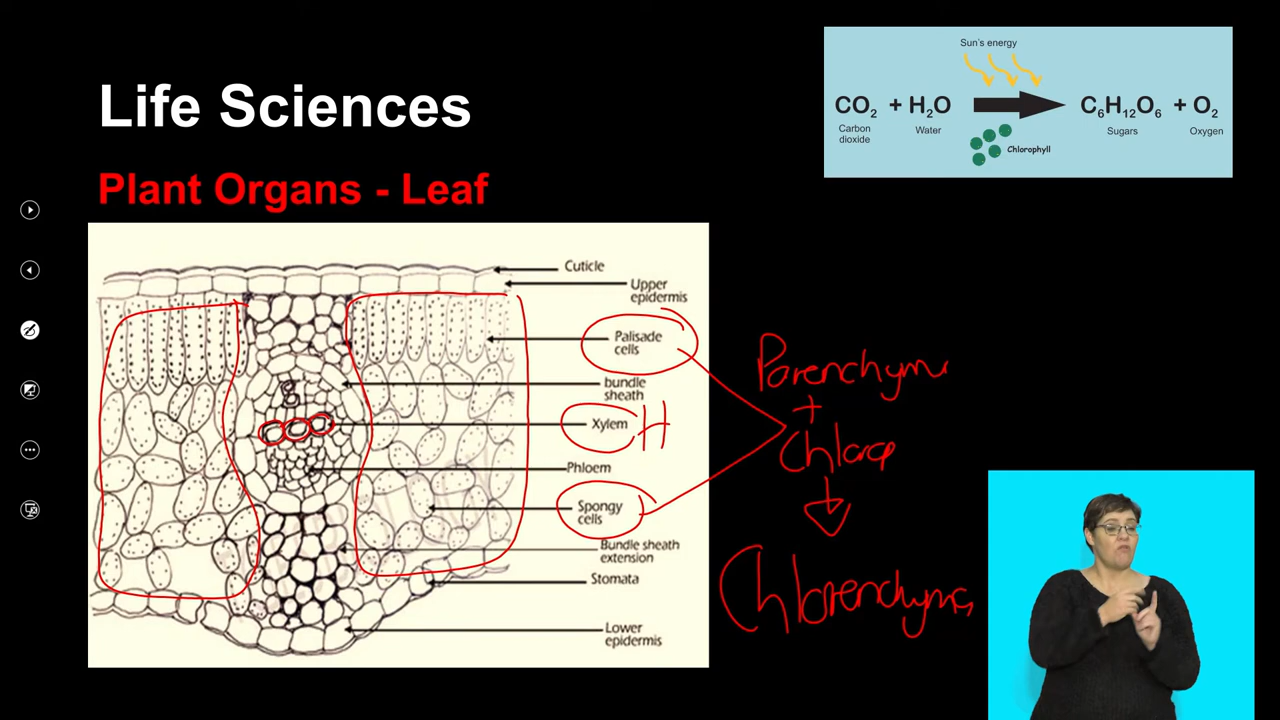 Life Sciences
Plant Organs - Leaf
Sun's energy
CO₂ + H₂O → C₆H₁₂O₆ + O₂
Carbon dioxide
Water
Sugars
Oxygen
Chlorophyll
Cuticle
Upper
epidermis
Palisade
cells
bundle
sheath
Xylem H
Phloem
Spongy
cells
Bundle sheath
extension
Stomata
Lower
epidermis
Parenchyma
+
Chlorop
↓
Chlorenchyma